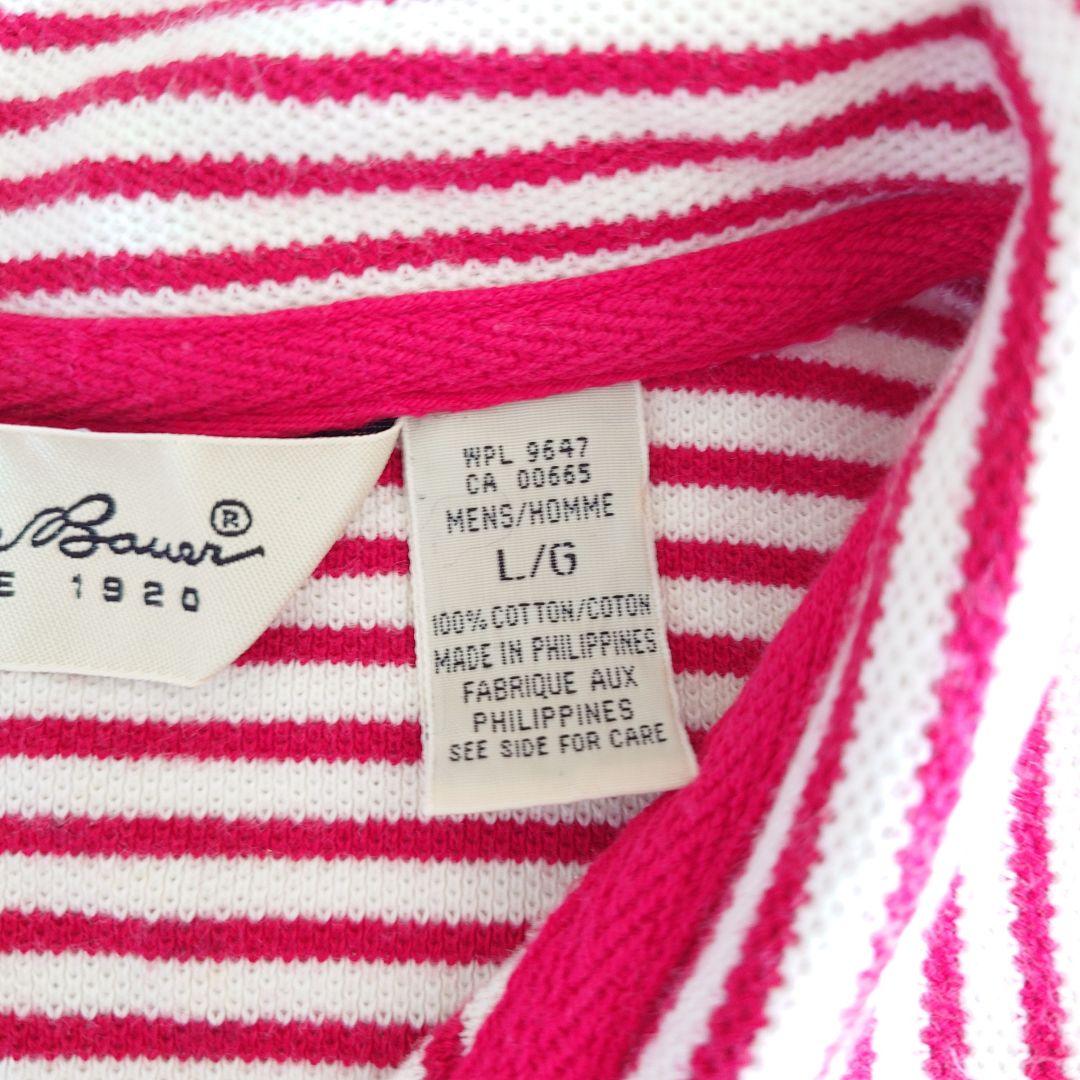 Bauer®
E 1920
WPL 9647
CA 00665
MENS/HOMME
L/G
100% COTTON/COTON
MADE IN PHILIPPINES
FABRIQUE AUX
PHILIPPINES
SEE SIDE FOR CARE